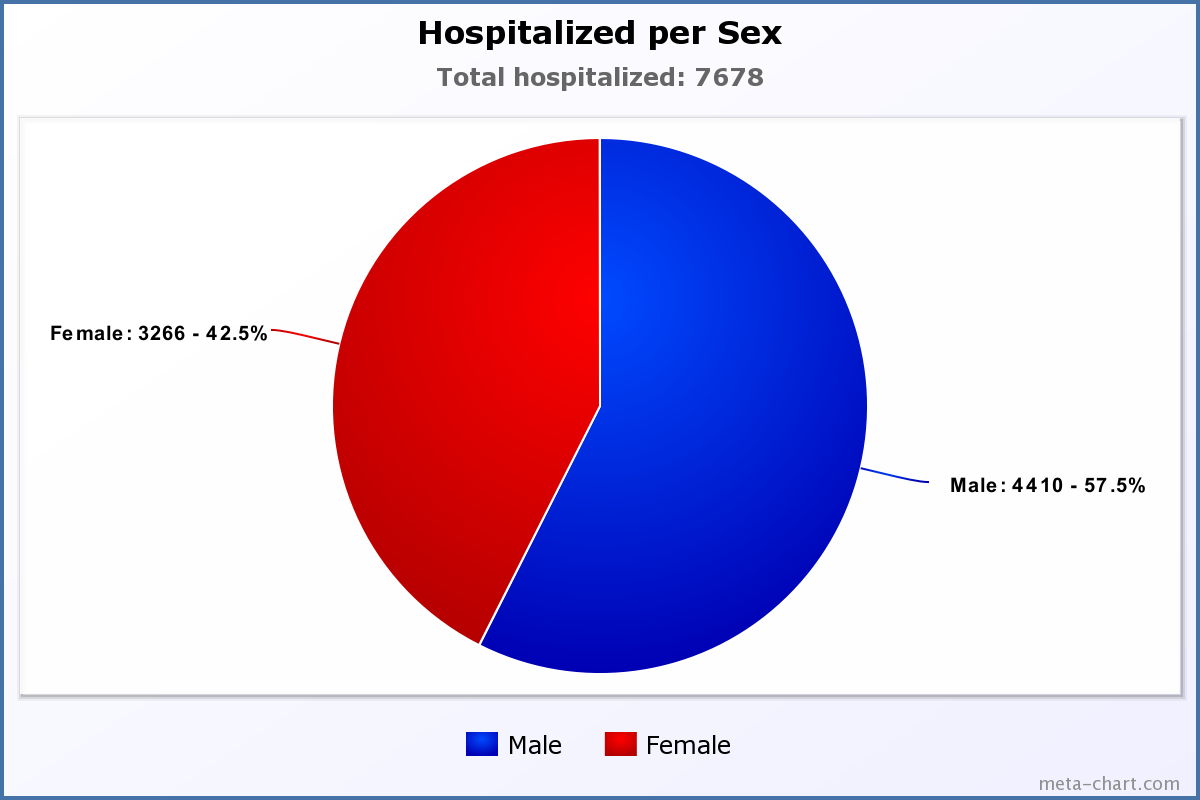 Hospitalized per Sex
Total hospitalized: 7678
Female: 3266 - 42.5%
Male: 4410 - 57.5%
Male
Female
meta-chart.com